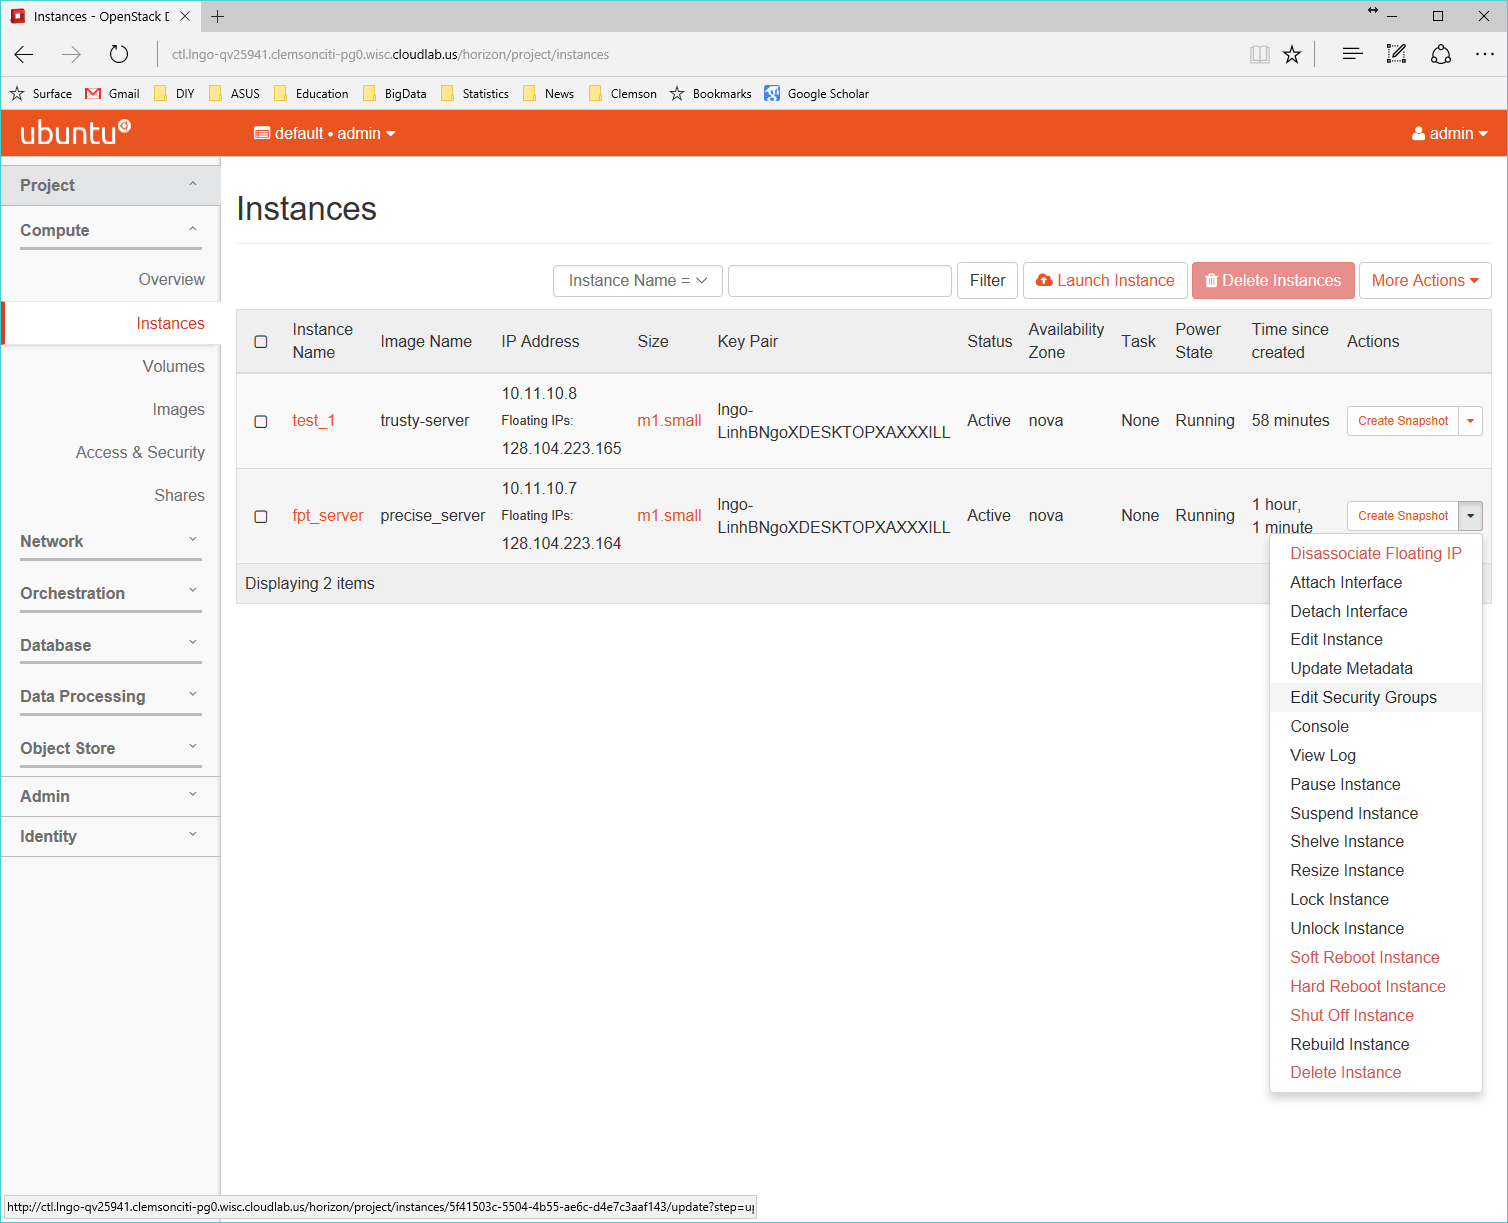 Instances - OpenStack D
ctl.lngo-qv25941.clemsonciti-pg0.wisc.cloudlab.us/horizon/project/instances
Surface Gmail DIY ASUS Education BigData Statistics News Clemson Bookmarks Google Scholar
ubuntu default • admin admin
Project
Compute
Overview
Instances
Volumes
Images
Access & Security
Shares
Network
Orchestration
Database
Data Processing
Object Store
Admin
Identity
Instances
Instance Name = Filter Launch Instance Delete Instances More Actions
Instance Name Image Name IP Address Size Key Pair Status Availability Zone Task Power State Time since created Actions
test_1 trusty-server 10.11.10.8 Floating IPs: 128.104.223.165 m1.small lngo-LinhBNgoXDESKTOPXAXXXILL Active nova None Running 58 minutes Create Snapshot
fpt_server precise_server 10.11.10.7 Floating IPs: 128.104.223.164 m1.small lngo-LinhBNgoXDESKTOPXAXXXILL Active nova None Running 1 hour, 1 minute Create Snapshot
Displaying 2 items
Disassociate Floating IP
Attach Interface
Detach Interface
Edit Instance
Update Metadata
Edit Security Groups
Console
View Log
Pause Instance
Suspend Instance
Shelve Instance
Resize Instance
Lock Instance
Unlock Instance
Soft Reboot Instance
Hard Reboot Instance
Shut Off Instance
Rebuild Instance
Delete Instance
http://ctl.lngo-qv25941.clemsonciti-pg0.wisc.cloudlab.us/horizon/project/instances/5f41503c-5504-4b55-ae6c-d4e7c3aaf143/update?step=up